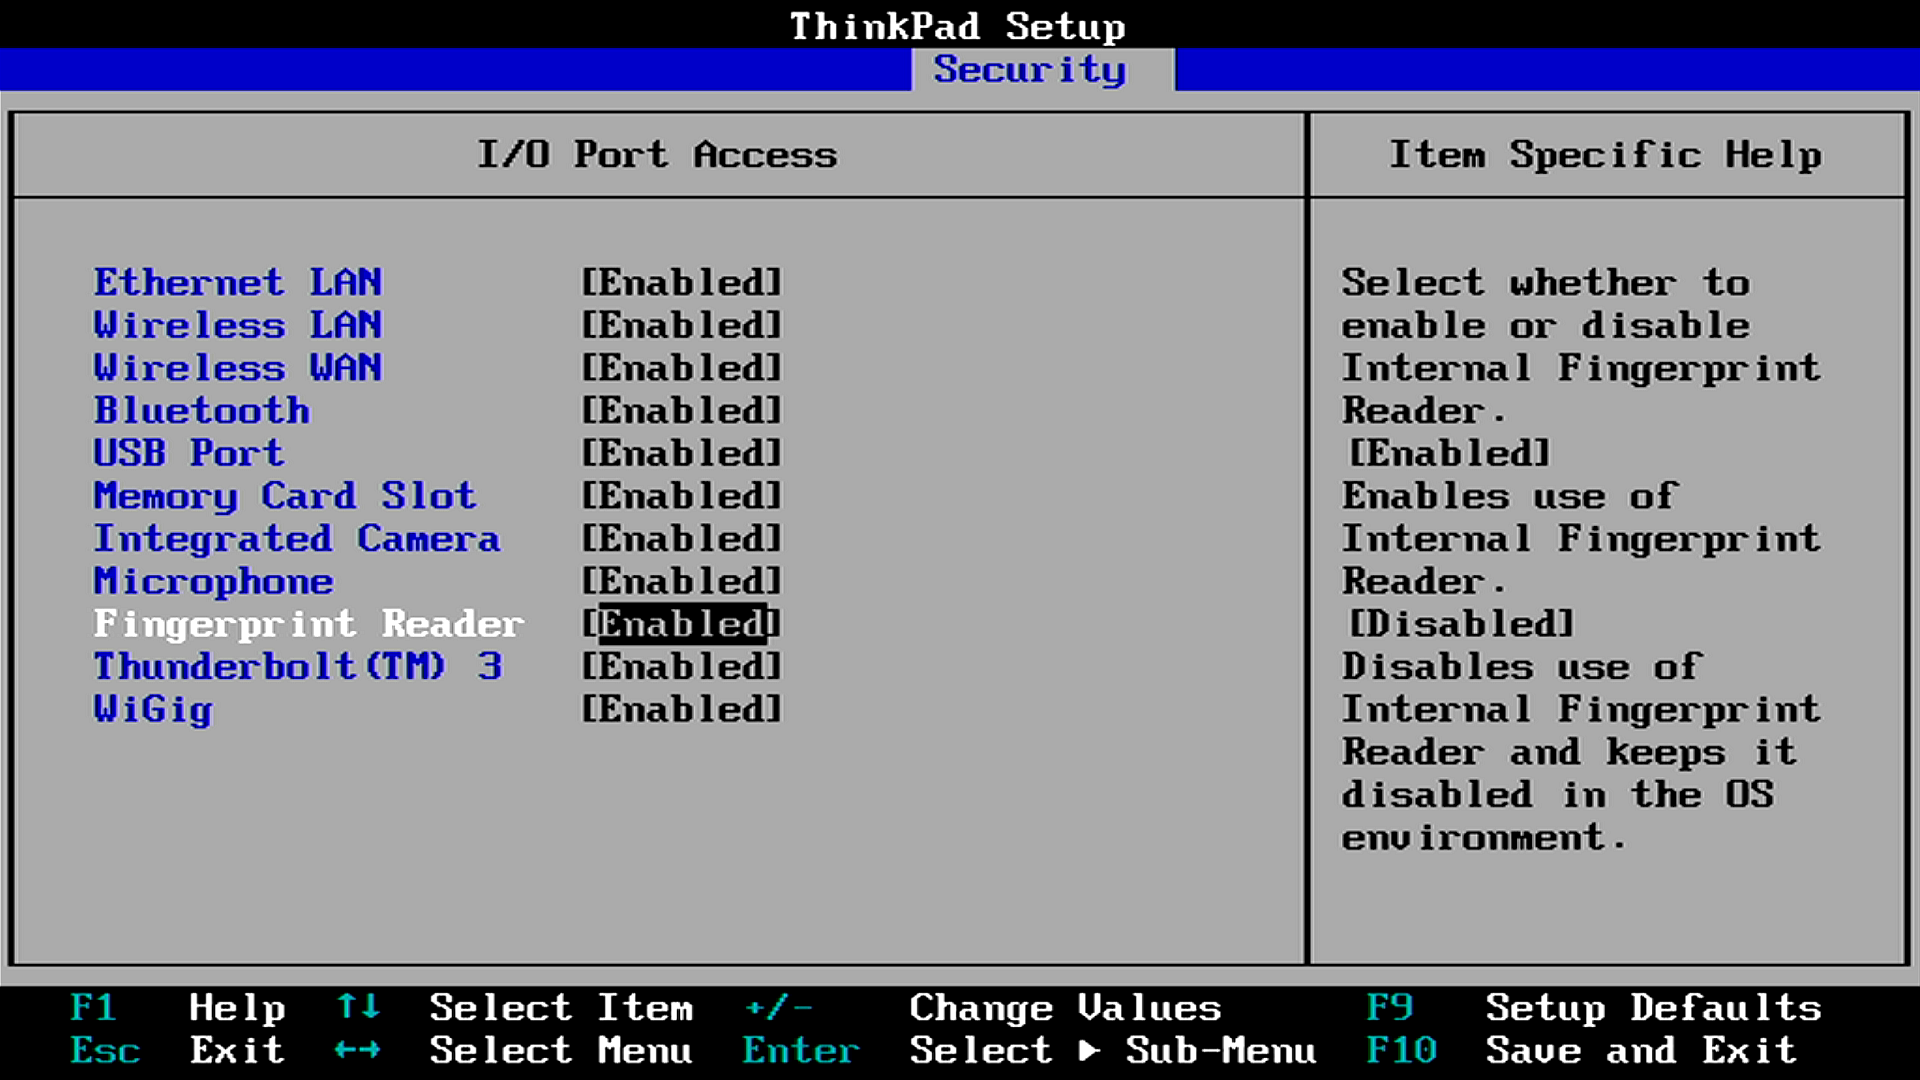 ThinkPad Setup
Security
I/O Port Access
Item Specific Help
Ethernet LAN [Enabled]
Wireless LAN [Enabled]
Wireless WAN [Enabled]
Bluetooth [Enabled]
USB Port [Enabled]
Memory Card Slot [Enabled]
Integrated Camera [Enabled]
Microphone [Enabled]
Fingerprint Reader [Enabled]
Thunderbolt(TM) 3 [Enabled]
WiGig [Enabled]
Select whether to
enable or disable
Internal Fingerprint
Reader.
[Enabled]
Enables use of
Internal Fingerprint
Reader.
[Disabled]
Disables use of
Internal Fingerprint
Reader and keeps it
disabled in the OS
environment.
F1 Help ↑↓ Select Item +/- Change Values F9 Setup Defaults
Esc Exit ←→ Select Menu Enter Select ▶ Sub-Menu F10 Save and Exit